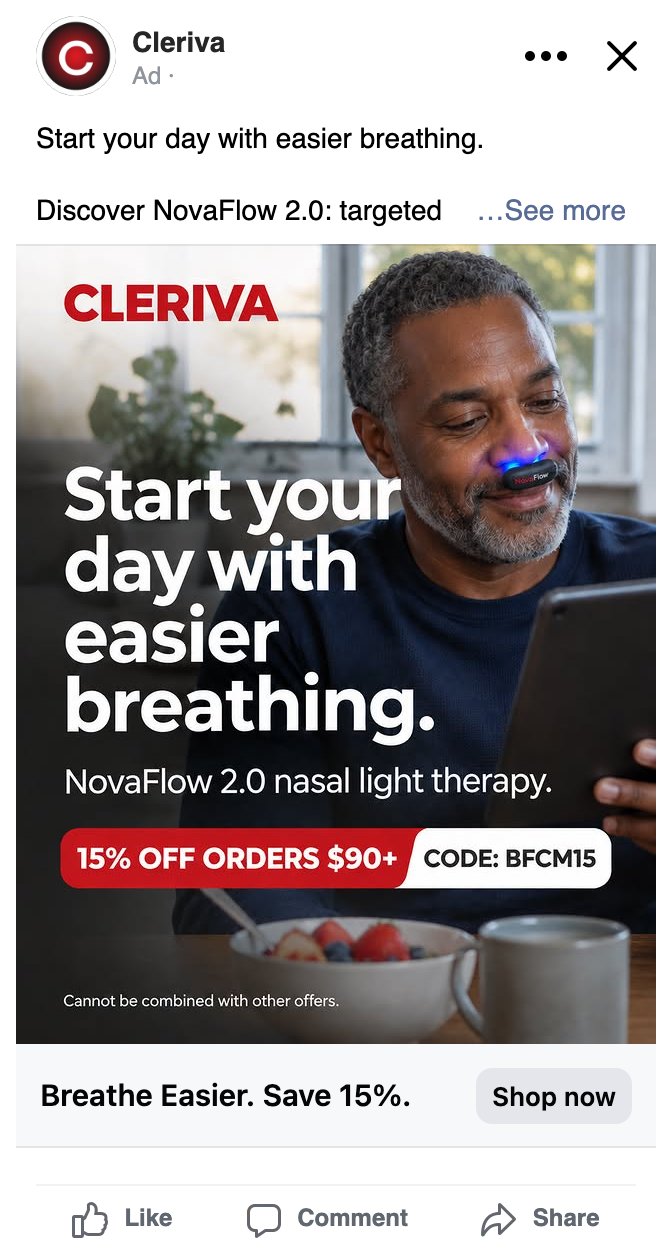 C
Cleriva
Ad ·
Start your day with easier breathing.
Discover NovaFlow 2.0: targeted ...See more
CLERIVA
NovaFlow
Start your
day with
easier
breathing.
NovaFlow 2.0 nasal light therapy.
15% OFF ORDERS $90+ CODE: BFCM15
Cannot be combined with other offers.
Breathe Easier. Save 15%. Shop now
Like Comment Share